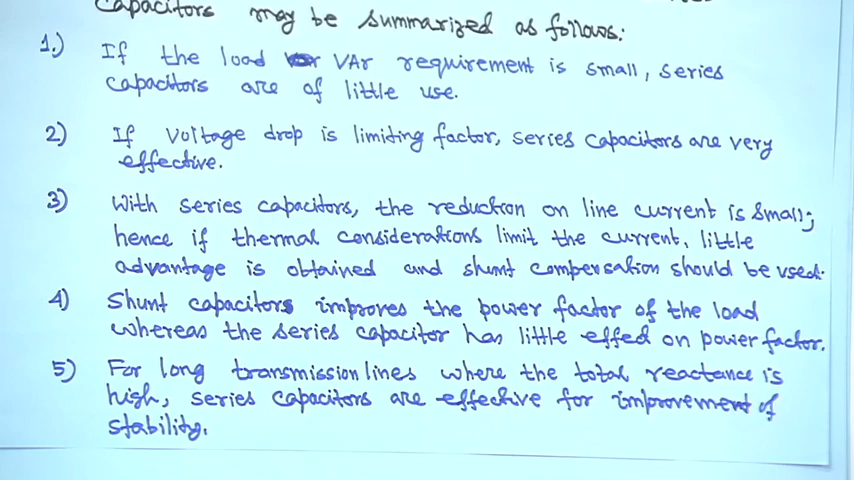 Capacitors may be summarized as follows:
1.) If the load VAr requirement is small, series
capacitors are of little use.
2) If Voltage drop is limiting factor, series capacitors are very
effective.
3) With series capacitors, the reduction on line current is small;
hence if thermal considerations limit the current, little
advantage is obtained and shunt compensation should be used.
4) Shunt capacitors improves the power factor of the load
whereas the series capacitor has little effect on power factor.
5) For long transmission lines where the total reactance is
high, series capacitors are effective for improvement of
stability.